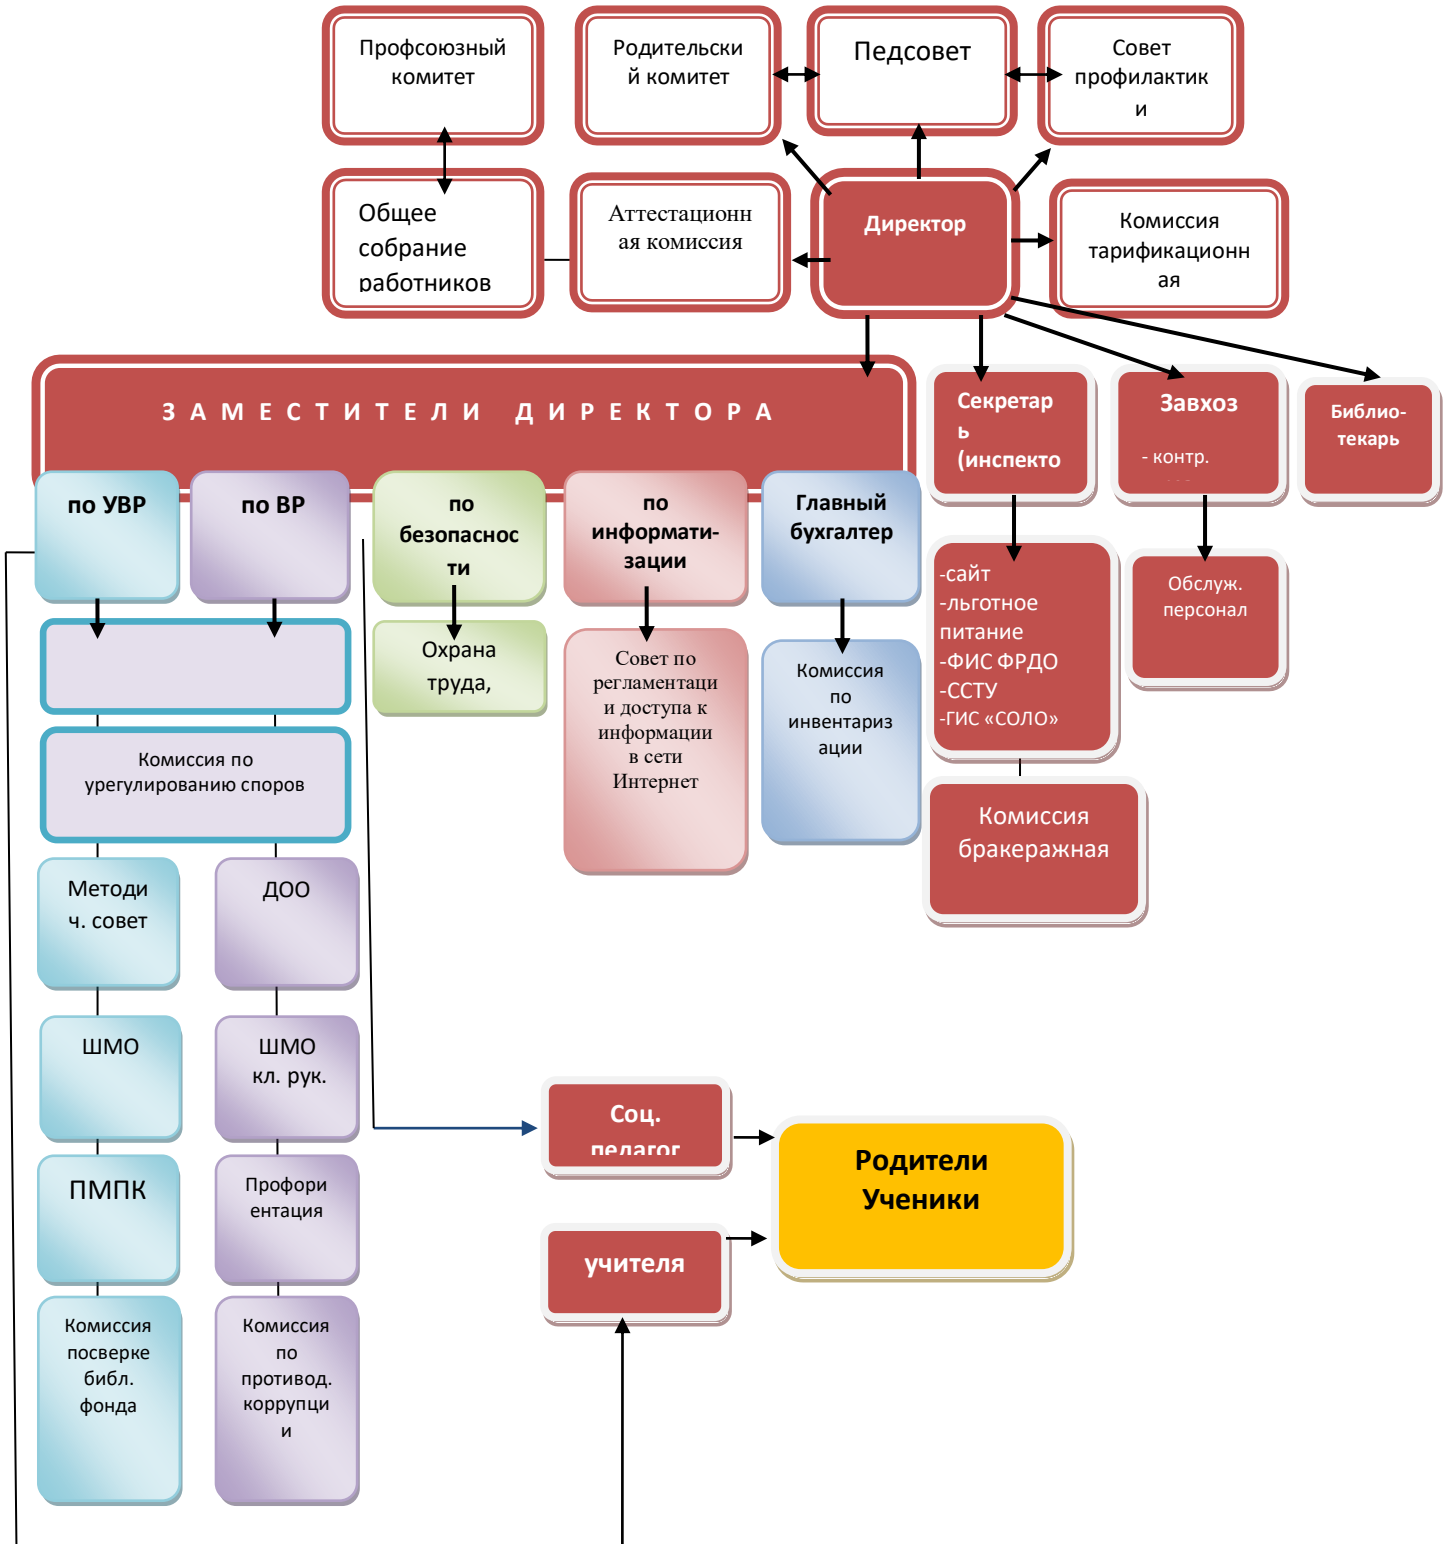 Профсоюзный
комитет
Родительски
й комитет
Педсовет
Совет
профилактик
и
Общее
собрание
работников
Аттестационн
ая комиссия
Директор
Комиссия
тарификационн
ая
ЗАМЕСТИТЕЛИ ДИРЕКТОРА
Секретар
ь
(инспекто
Завхоз
- контр.
Библио-
текарь
по УВР
по ВР
по
безопаснос
ти
по
информати-
зации
Главный
бухгалтер
-сайт
-льготное
питание
-ФИС ФРДО
-ССТУ
-ГИС «СОЛО»
Обслуж.
персонал
Охрана
труда,
Совет по
регламентаци
и доступа к
информации
в сети
Интернет
Комиссия
по
инвентариз
ации
Комиссия по
урегулированию споров
Комиссия
бракеражная
Методи
ч. совет
ДОО
ШМО
ШМО
кл. рук.
Соц.
педагог
Родители
Ученики
ПМПК
Профори
ентация
учителя
Комиссия
посверке
библ.
фонда
Комиссия
по
противод.
коррупци
и